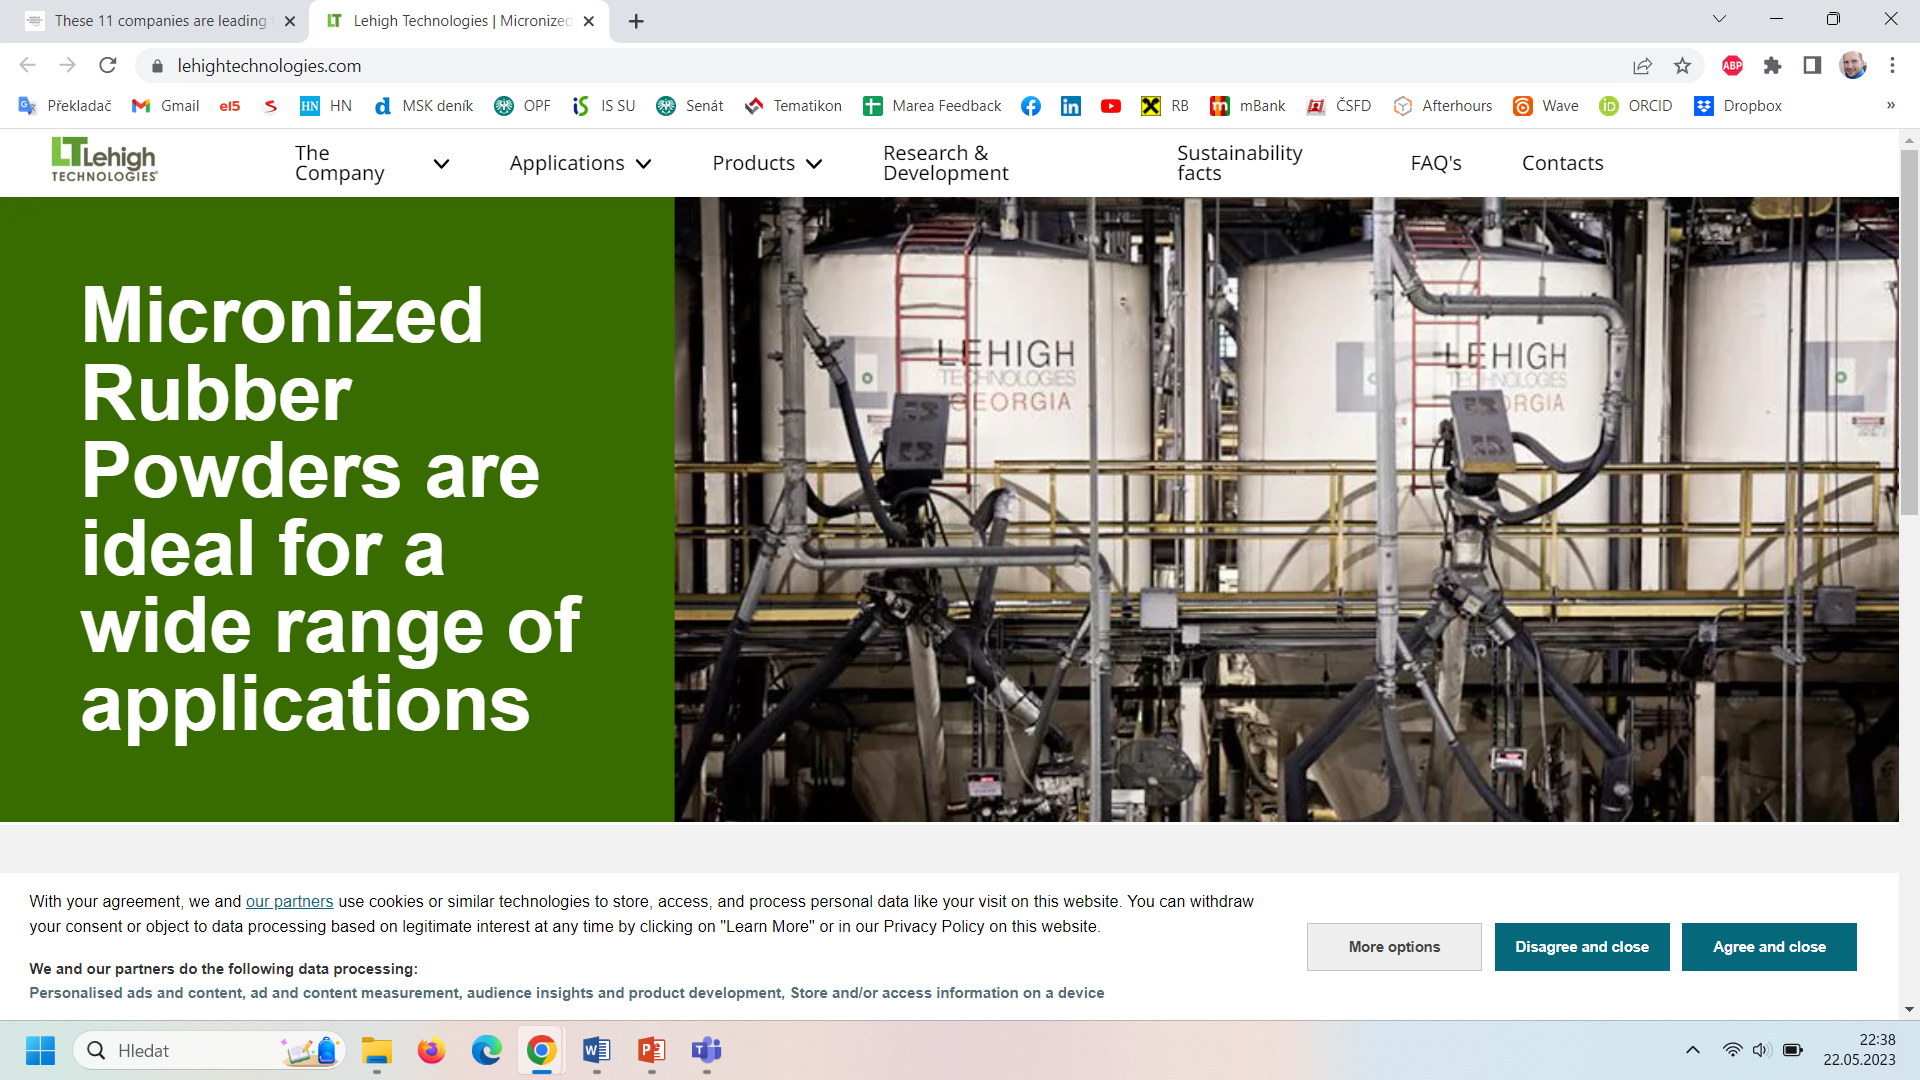 These 11 companies are leading
Lehigh Technologies | Micronized
lehightechnologies.com
ABP
Překladač
Gmail
el5
HN HN
MSK deník
OPF
IS SU
Senát
Tematikon
Marea Feedback
RB
mBank
ČSFD
Afterhours
Wave
iD ORCID
Dropbox
LT Lehigh
TECHNOLOGIES
The
Company
Applications
Products
Research &
Development
Sustainability
facts
FAQ's
Contacts
Micronized
Rubber
Powders are
ideal for a
wide range of
applications
LEHIGH
TECHNOLOGIES
GEORGIA
LEHIGH
TECHNOLOGIES
With your agreement, we and our partners use cookies or similar technologies to store, access, and process personal data like your visit on this website. You can withdraw
your consent or object to data processing based on legitimate interest at any time by clicking on "Learn More" or in our Privacy Policy on this website.
We and our partners do the following data processing:
Personalised ads and content, ad and content measurement, audience insights and product development, Store and/or access information on a device
More options
Disagree and close
Agree and close
Hledat
22:38
22.05.2023